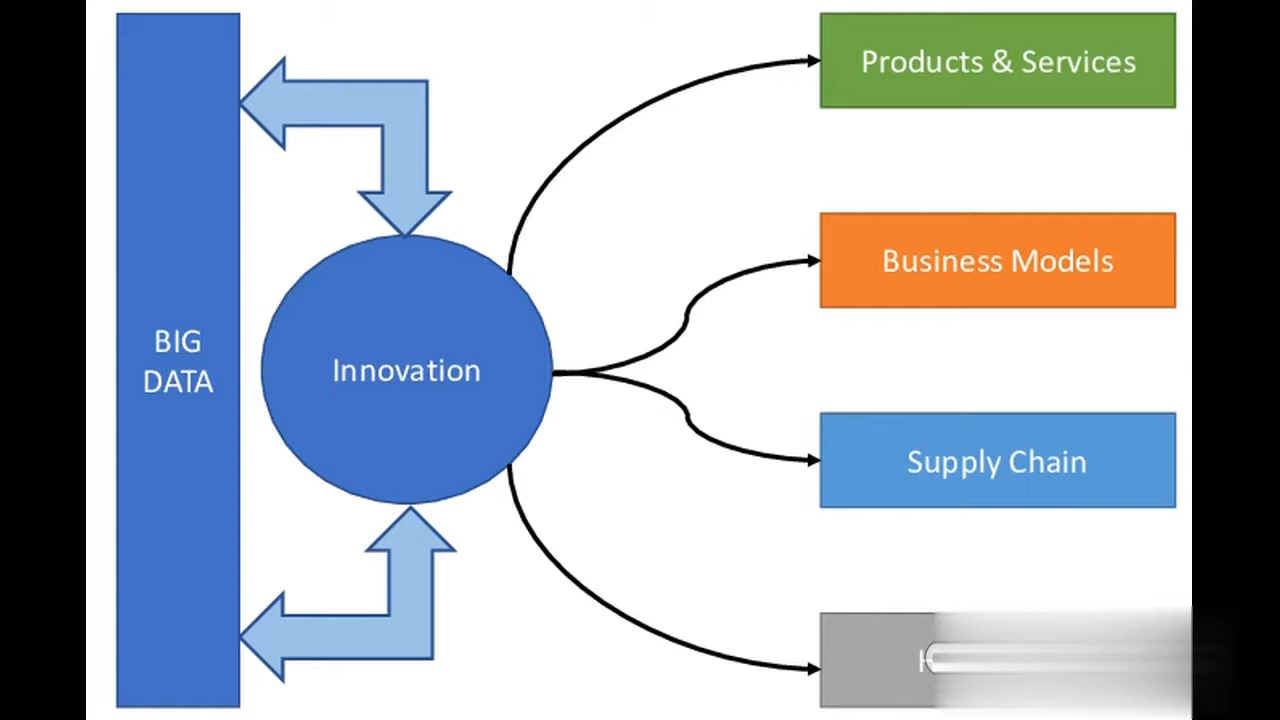 Products & Services
Business Models
BIG
DATA
Innovation
Supply Chain